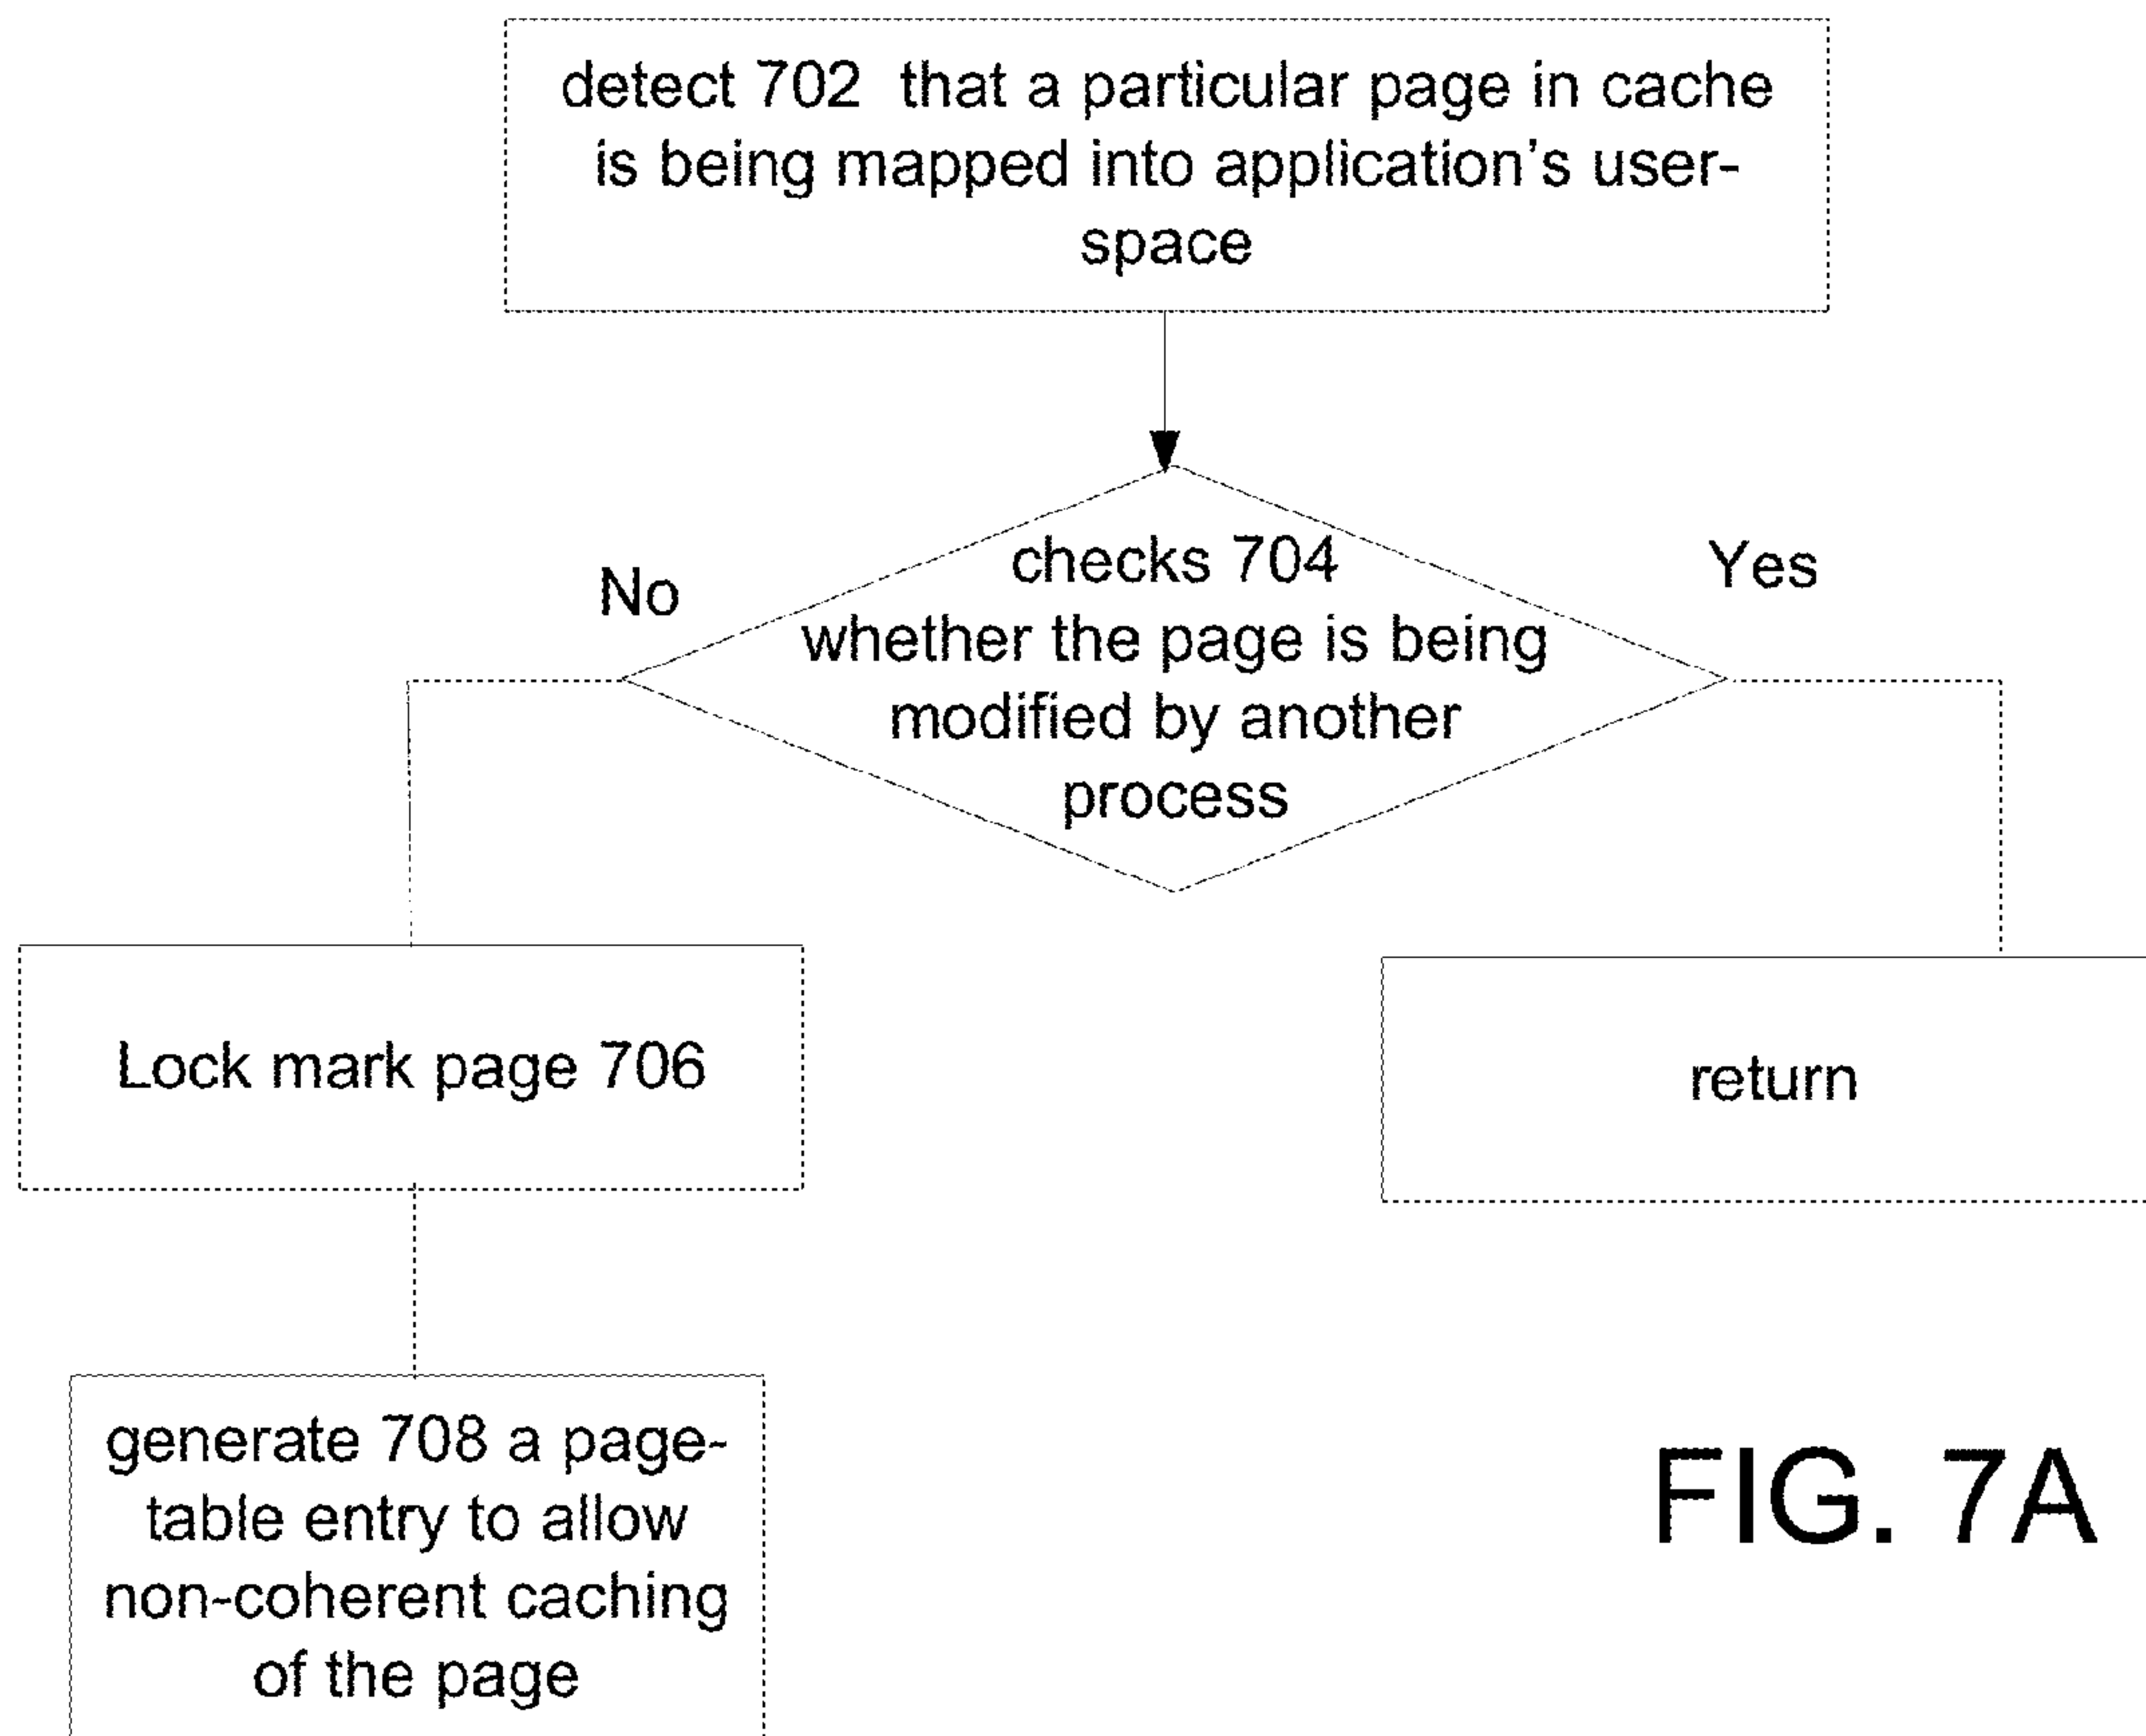 detect 702 that a particular page in cache
is being mapped into application's user-
space
No
Yes
checks 704
whether the page is being
modified by another
process
Lock mark page 706
return
generate 708 a page-
table entry to allow
non-coherent caching
of the page
FIG. 7A